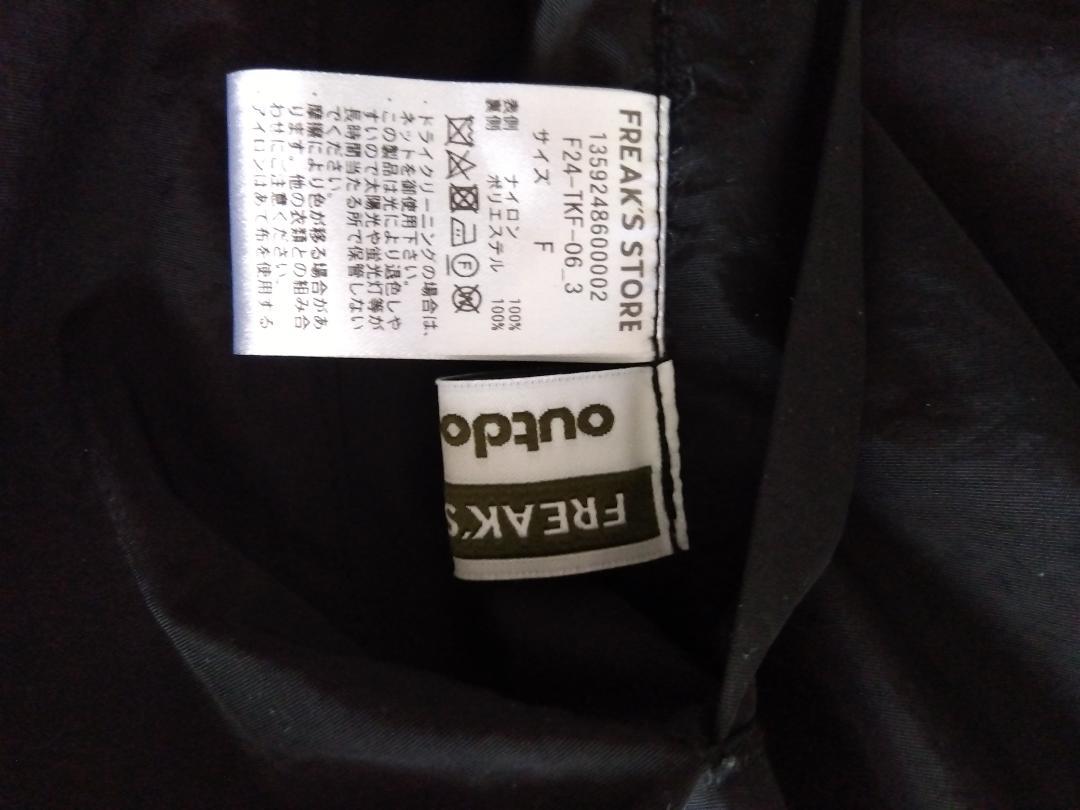 FREAK'S STORE
1359248600002
F24-TKF-06_3
サイズ F
表側 ナイロン 100%
裏側 ポリエステル 100%
・ドライクリーニングの場合は、
ネットを御使用下さい。
・この製品は光により退色しや
すいので太陽光や蛍光灯等が
長時間当たる所で保管しない
でください。
・摩擦により色が移る場合があ
ります。他の衣類との組み合
わせにご注意ください。
アイロンはあて布を使用する
outdo
FREAK'S